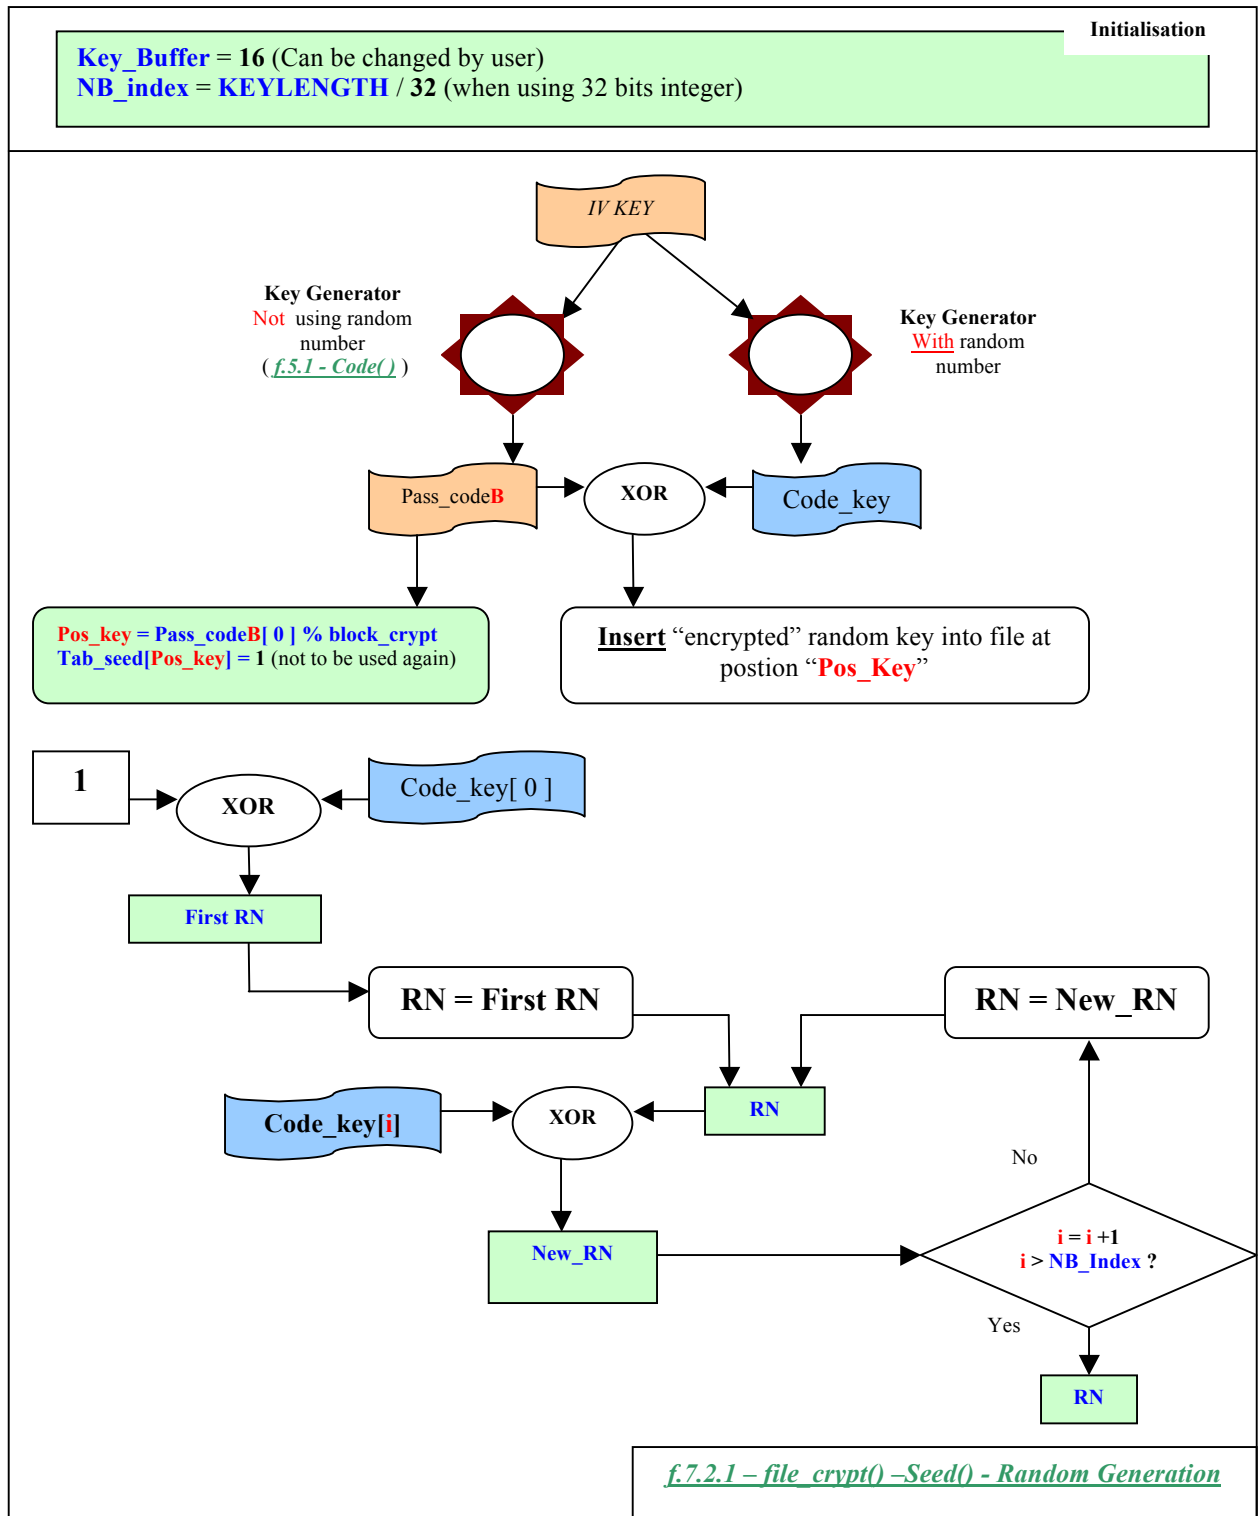 Initialisation
Key_Buffer = 16 (Can be changed by user)
NB_index = KEYLENGTH / 32 (when using 32 bits integer)
IV KEY
Key Generator
Not using random
number
( f.5.1 - Code( ) )
Key Generator
With random
number
Pass_codeB
XOR
Code_key
Pos_key = Pass_codeB[ 0 ] % block_crypt
Tab_seed[Pos_key] = 1 (not to be used again)
Insert “encrypted” random key into file at
postion “Pos_Key”
1
XOR
Code_key[ 0 ]
First RN
RN = First RN
RN = New_RN
Code_key[i]
XOR
RN
No
New_RN
i = i +1
i > NB_Index ?
Yes
RN
f.7.2.1 – file_crypt() –Seed() - Random Generation